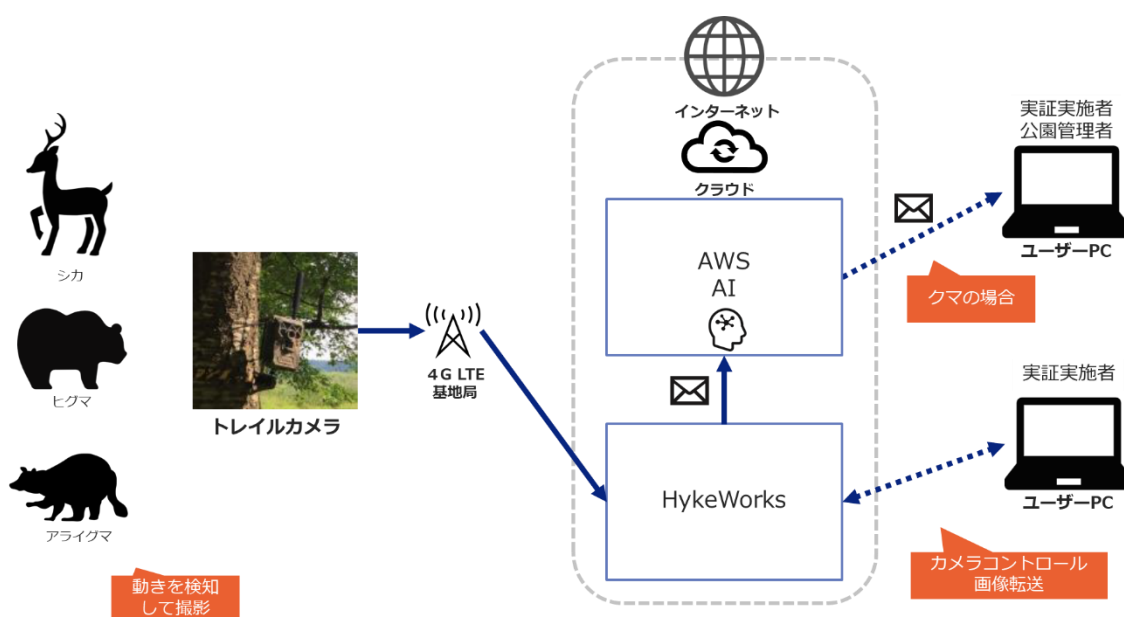 シカ
ヒグマ
アライグマ
動きを検知
して撮影
トレイルカメラ
4G LTE
基地局
インターネット
クラウド
AWS
AI
HykeWorks
実証実施者
公園管理者
ユーザーPC
クマの場合
実証実施者
ユーザーPC
カメラコントロール
画像転送